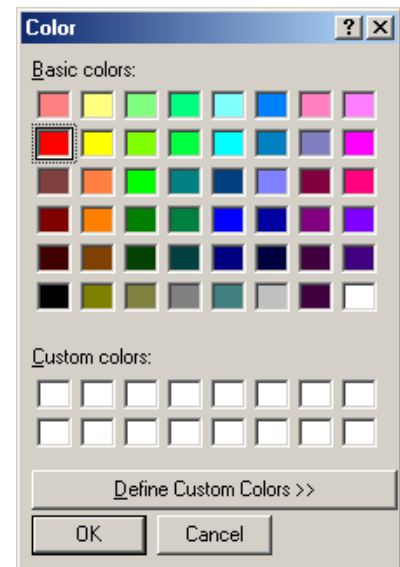 Color ? ×
Basic colors:
Custom colors:
Define Custom Colors >>
OK Cancel